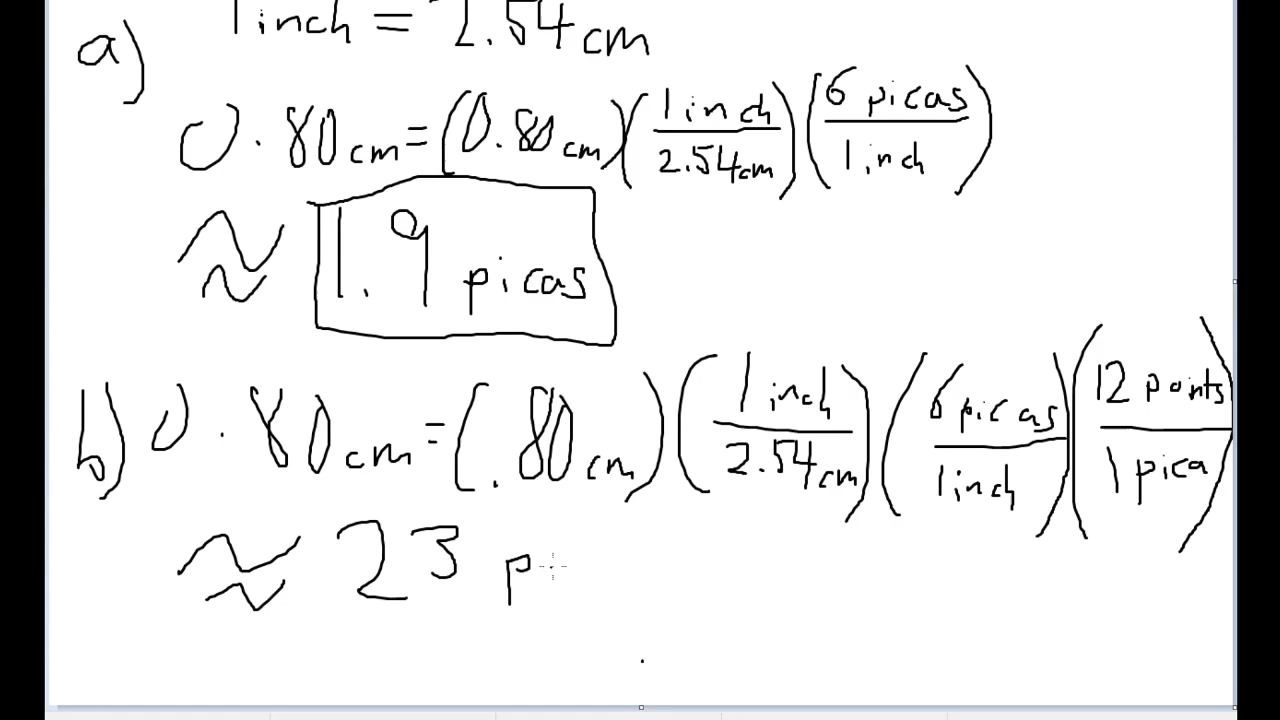 1 inch = 2.54 cm
a)
0.80 cm = (0.80 cm) (1 inch / 2.54 cm) (6 picas / 1 inch)
≈ 1.9 picas
b) 0.80 cm = (.80 cm) (1 inch / 2.54 cm) (6 picas / 1 inch) (12 points / 1 pica)
≈ 23 p